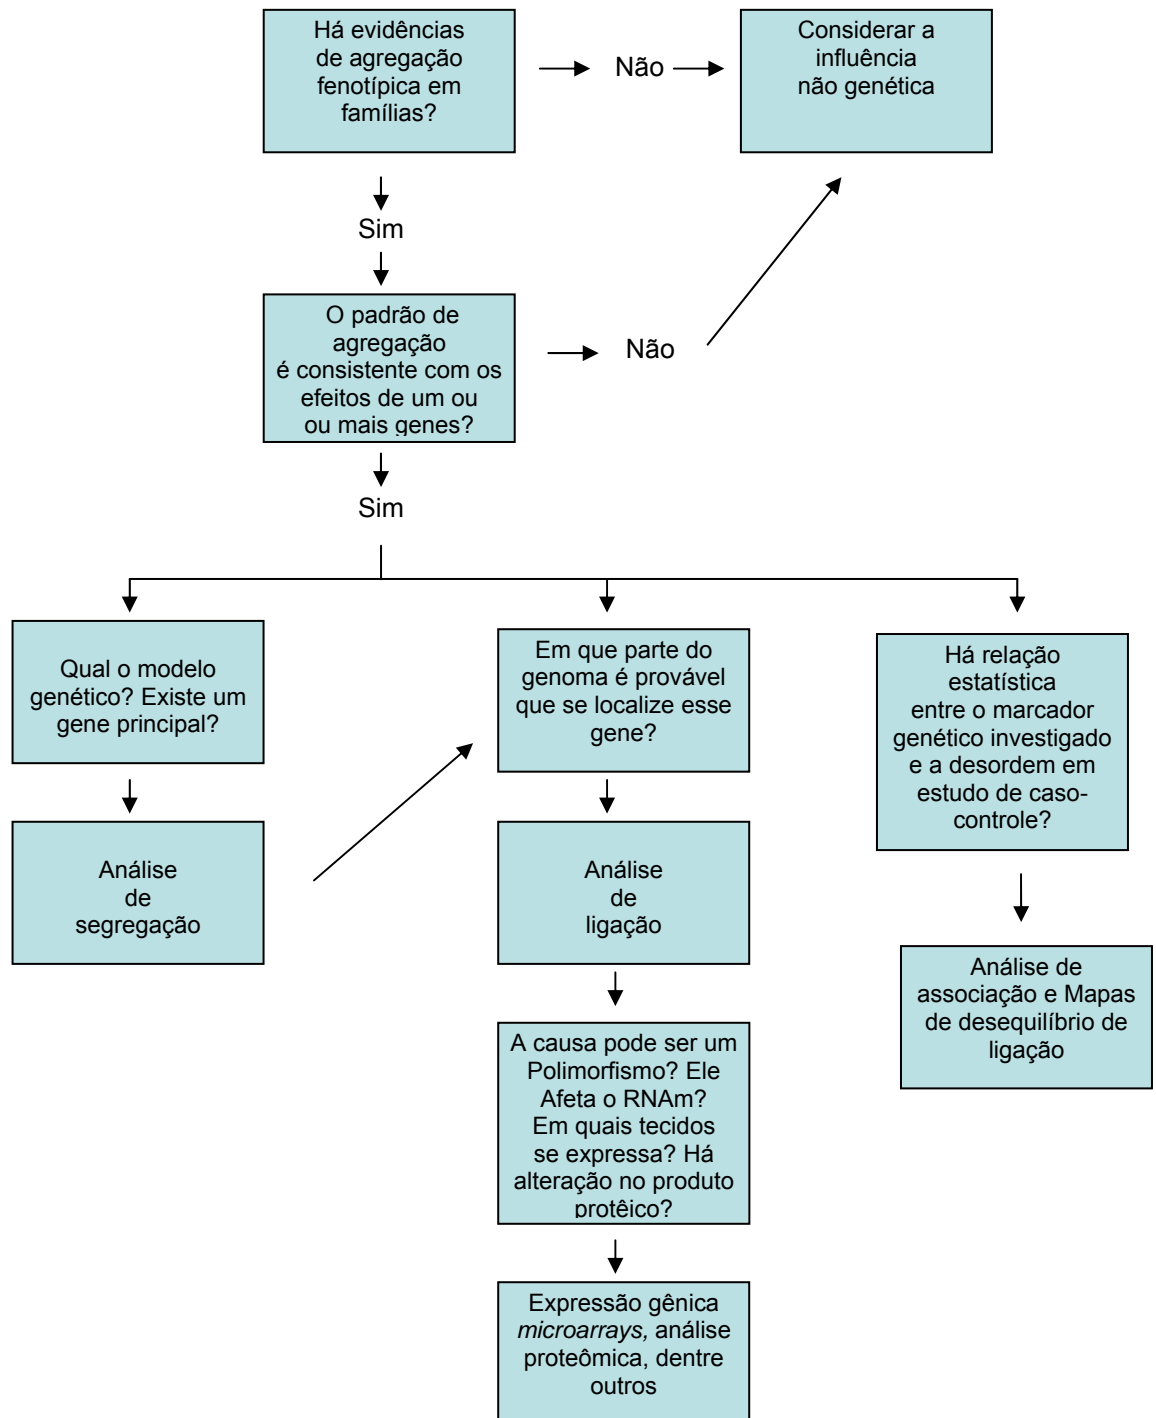 Há evidências
de agregação
fenotípica em
famílias?
Não
Considerar a
influência
não genética
Sim
O padrão de
agregação
é consistente com os
efeitos de um ou
ou mais genes?
Não
Sim
Qual o modelo
genético? Existe um
gene principal?
Em que parte do
genoma é provável
que se localize esse
gene?
Há relação
estatística
entre o marcador
genético investigado
e a desordem em
estudo de caso-
controle?
Análise
de
segregação
Análise
de
ligação
Análise de
associação e Mapas
de desequilíbrio de
ligação
A causa pode ser um
Polimorfismo? Ele
Afeta o RNAm?
Em quais tecidos
se expressa? Há
alteração no produto
protêico?
Expressão gênica
microarrays, análise
proteômica, dentre
outros